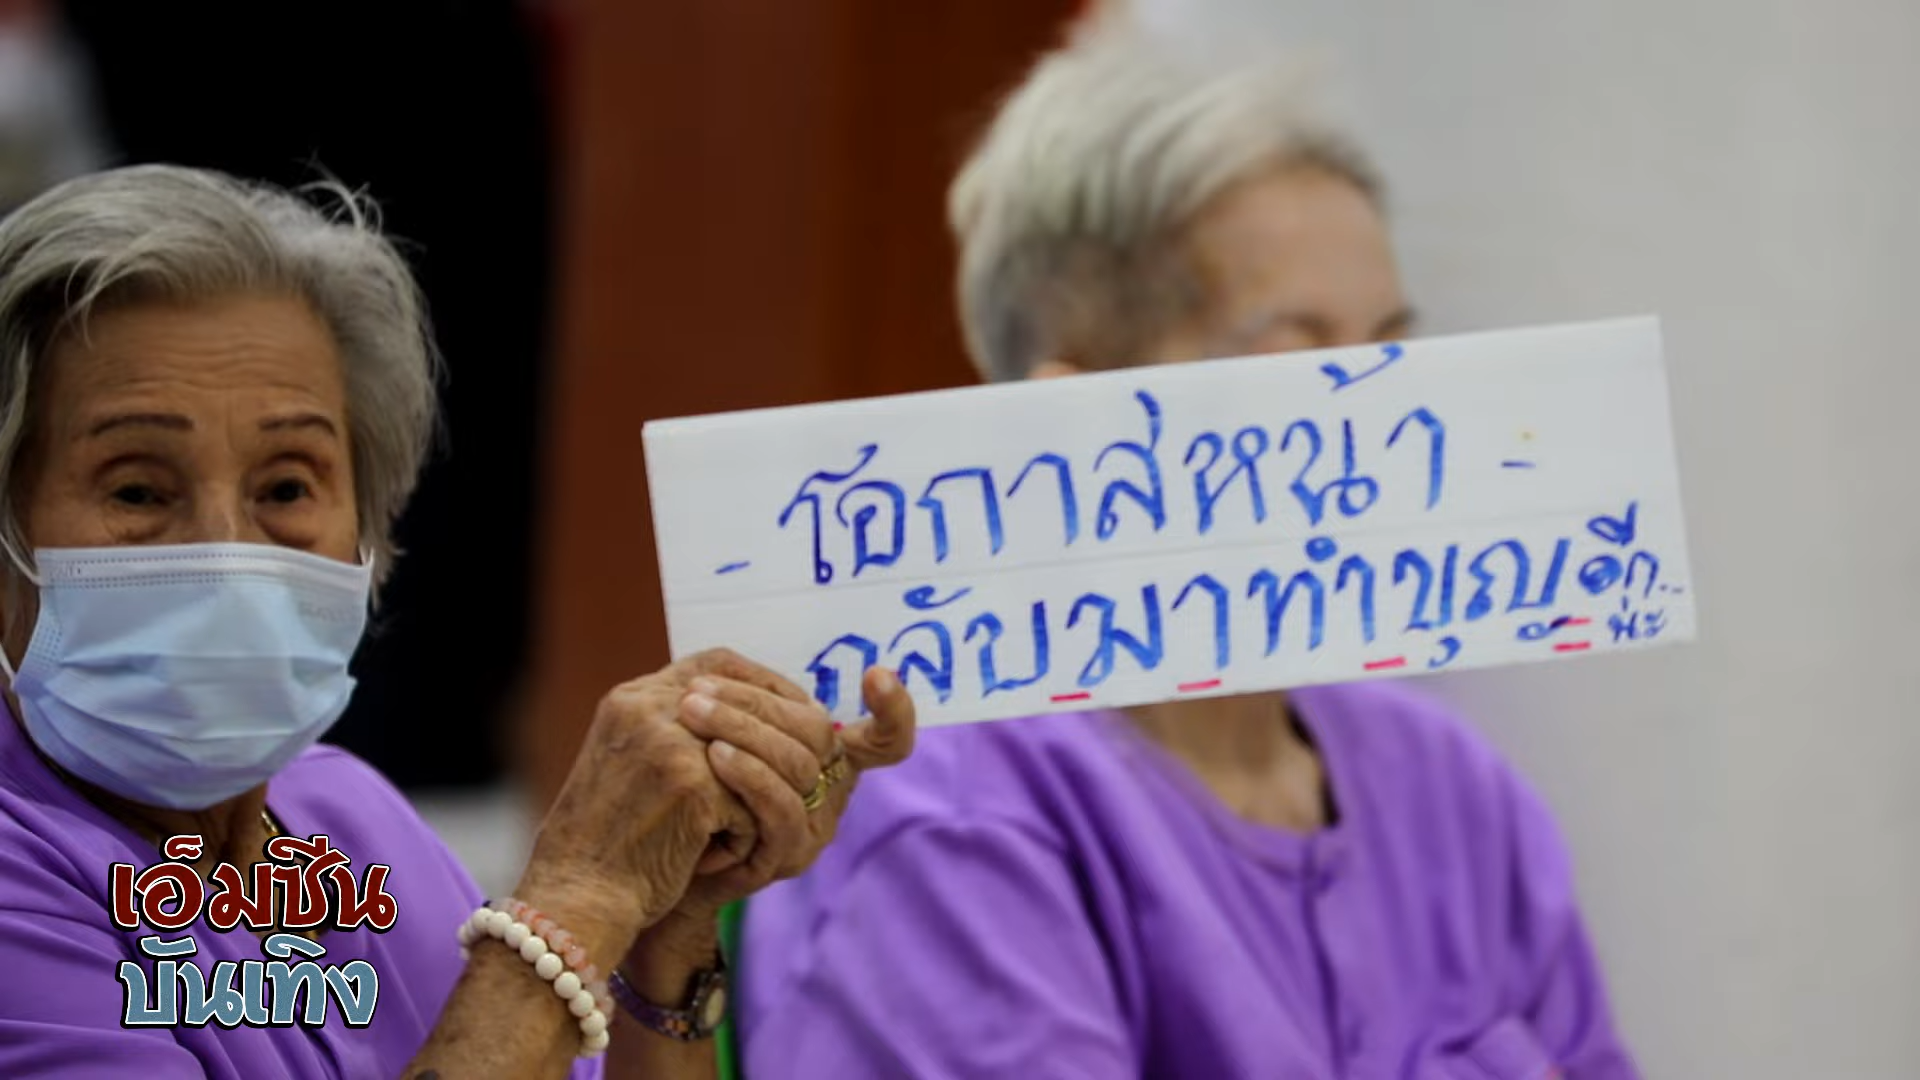 - โอกาสหน้า -
กลับมาทำบุญอีก..
น่ะ
เอ็มซีน
บันเทิง